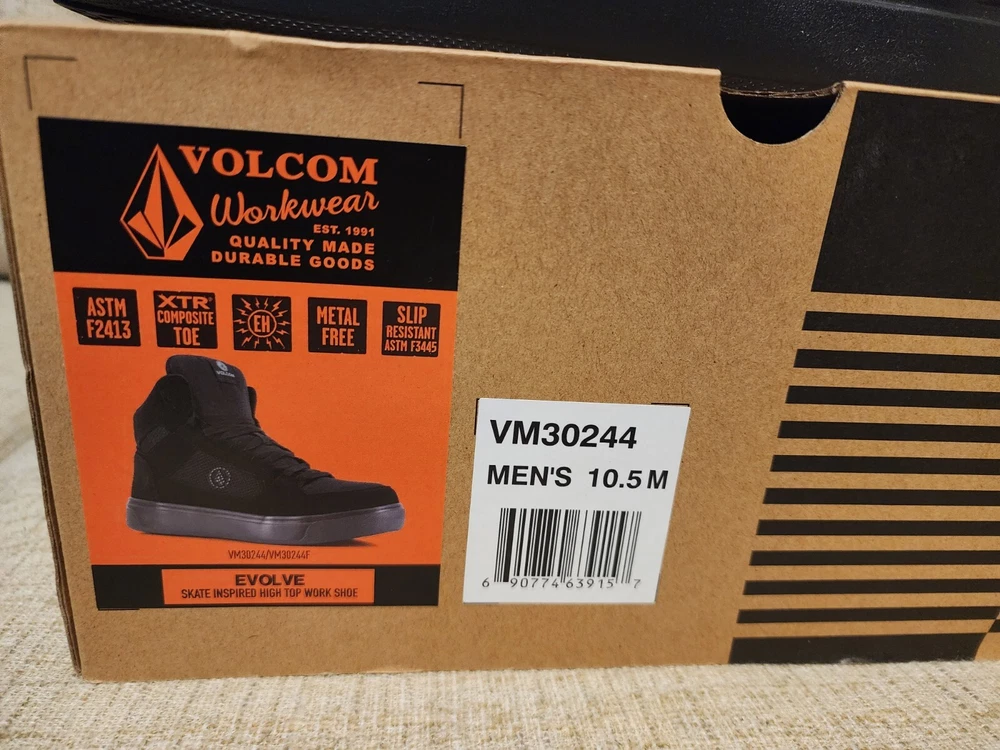 VOLCOM
Workwear
EST. 1991
QUALITY MADE
DURABLE GOODS
ASTM
F2413
XTR®
COMPOSITE
TOE
EH
METAL
FREE
SLIP
RESISTANT
ASTM F3445
VOLCOM
VM30244/VM30244F
EVOLVE
SKATE INSPIRED HIGH TOP WORK SHOE
VM30244
MEN'S 10.5 M
6 90774 63915 7